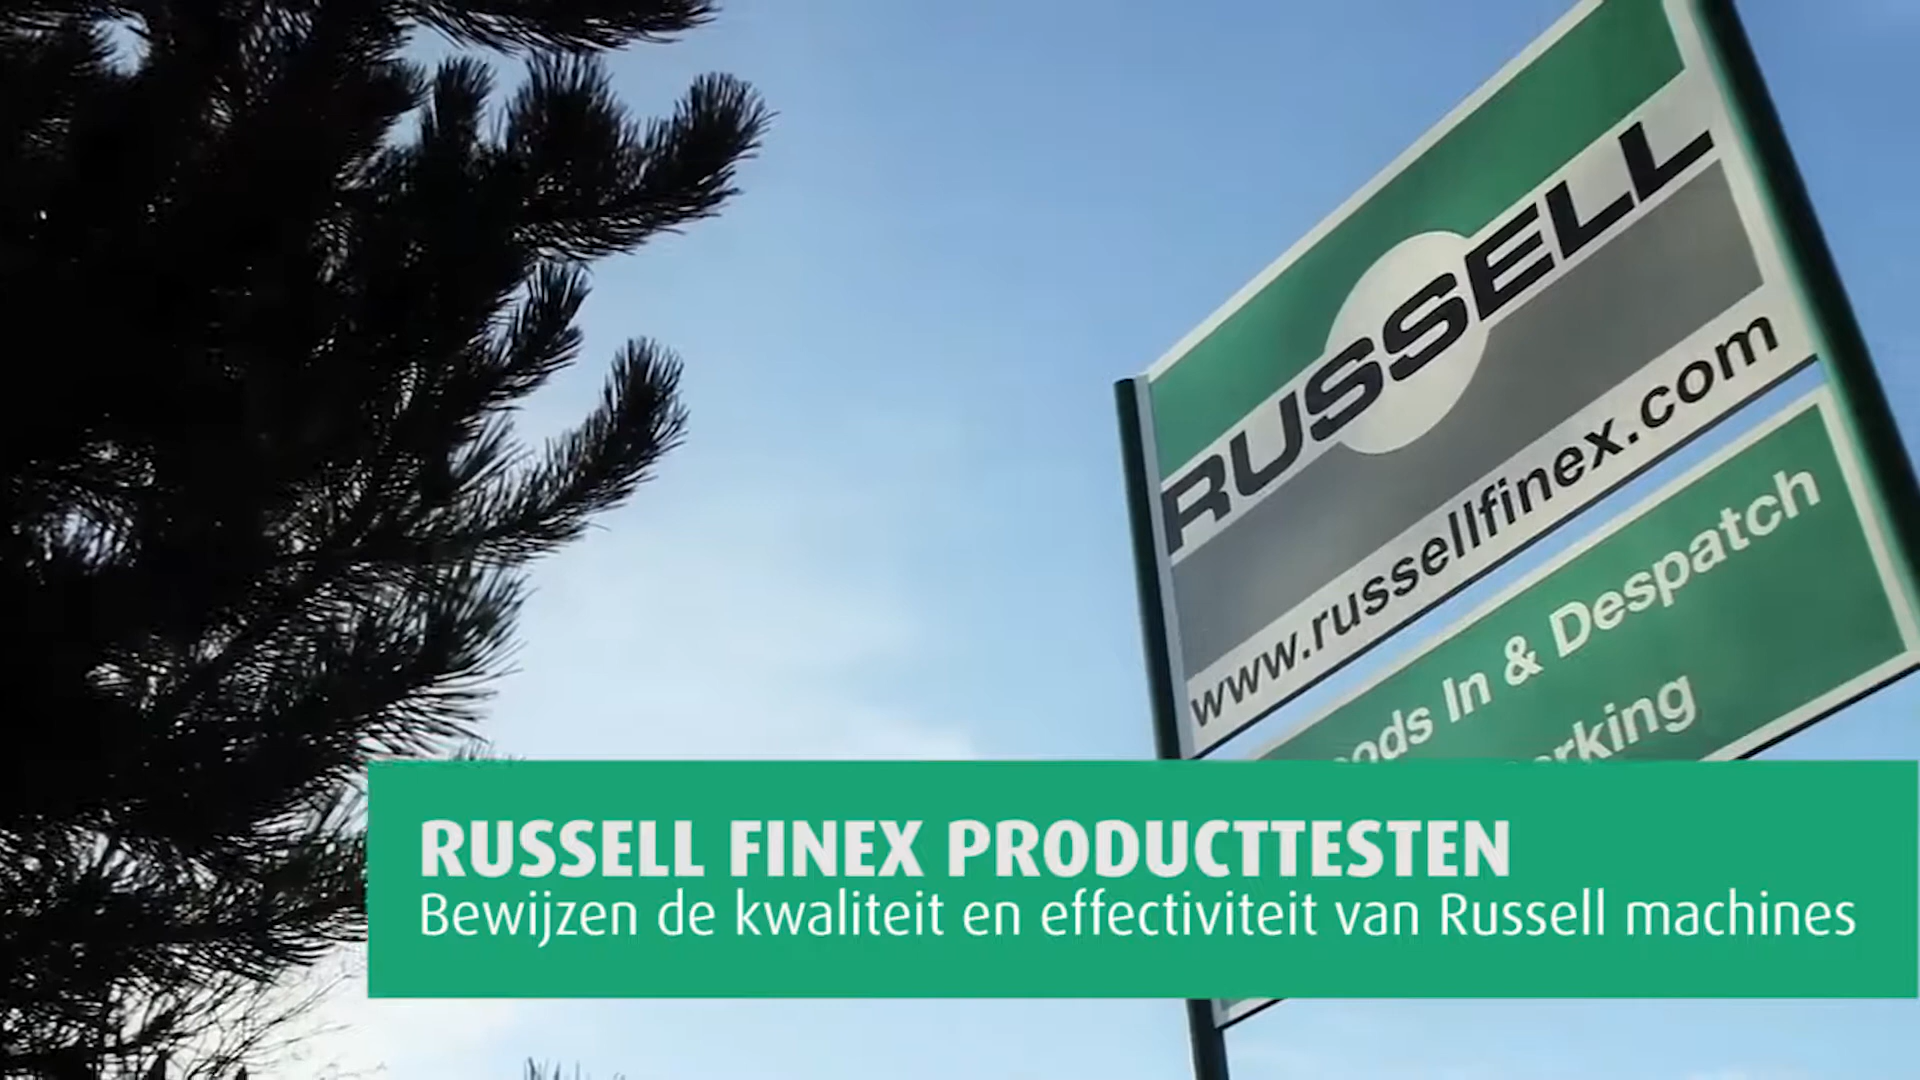 RUSSELL
www.russellfinex.com
In & Despatch
RUSSELL FINEX PRODUCTTESTEN
Bewijzen de kwaliteit en effectiviteit van Russell machines